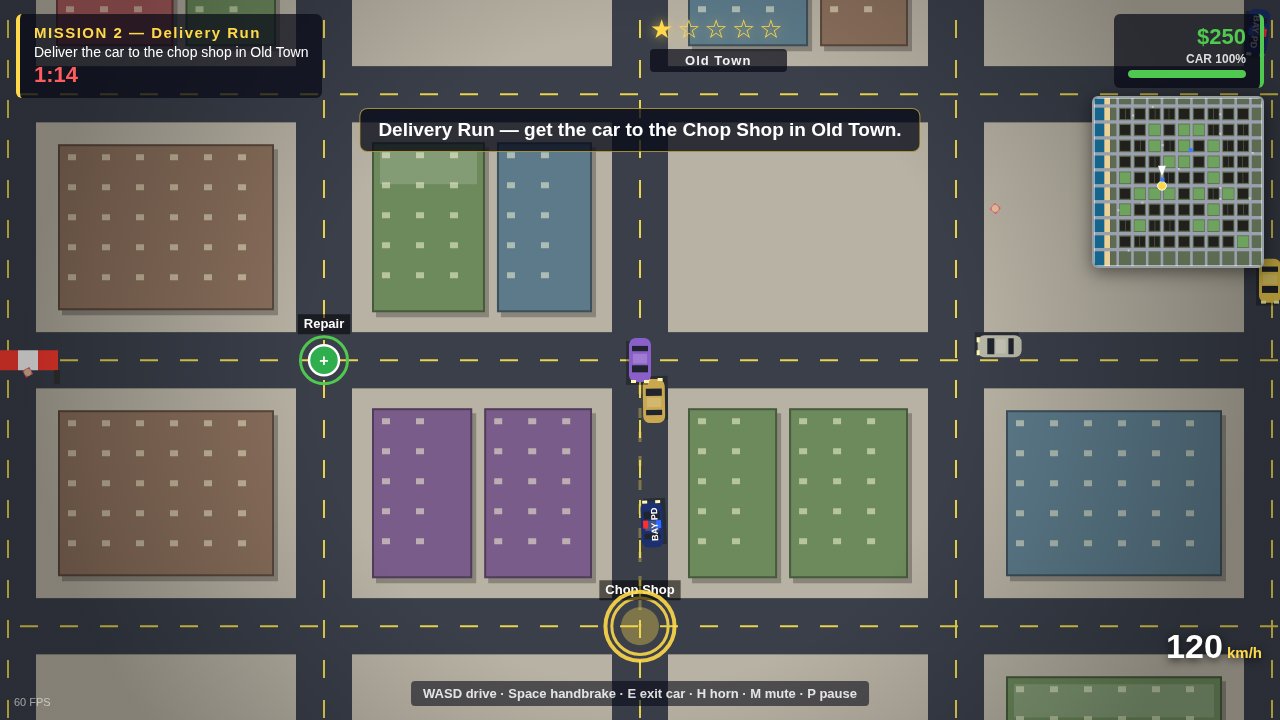 MISSION 2 — Delivery Run
Deliver the car to the chop shop in Old Town
1:14
Old Town
$250
CAR 100%
Delivery Run — get the car to the Chop Shop in Old Town.
Repair
BAY PD
Chop Shop
120 km/h
WASD drive · Space handbrake · E exit car · H horn · M mute · P pause
60 FPS